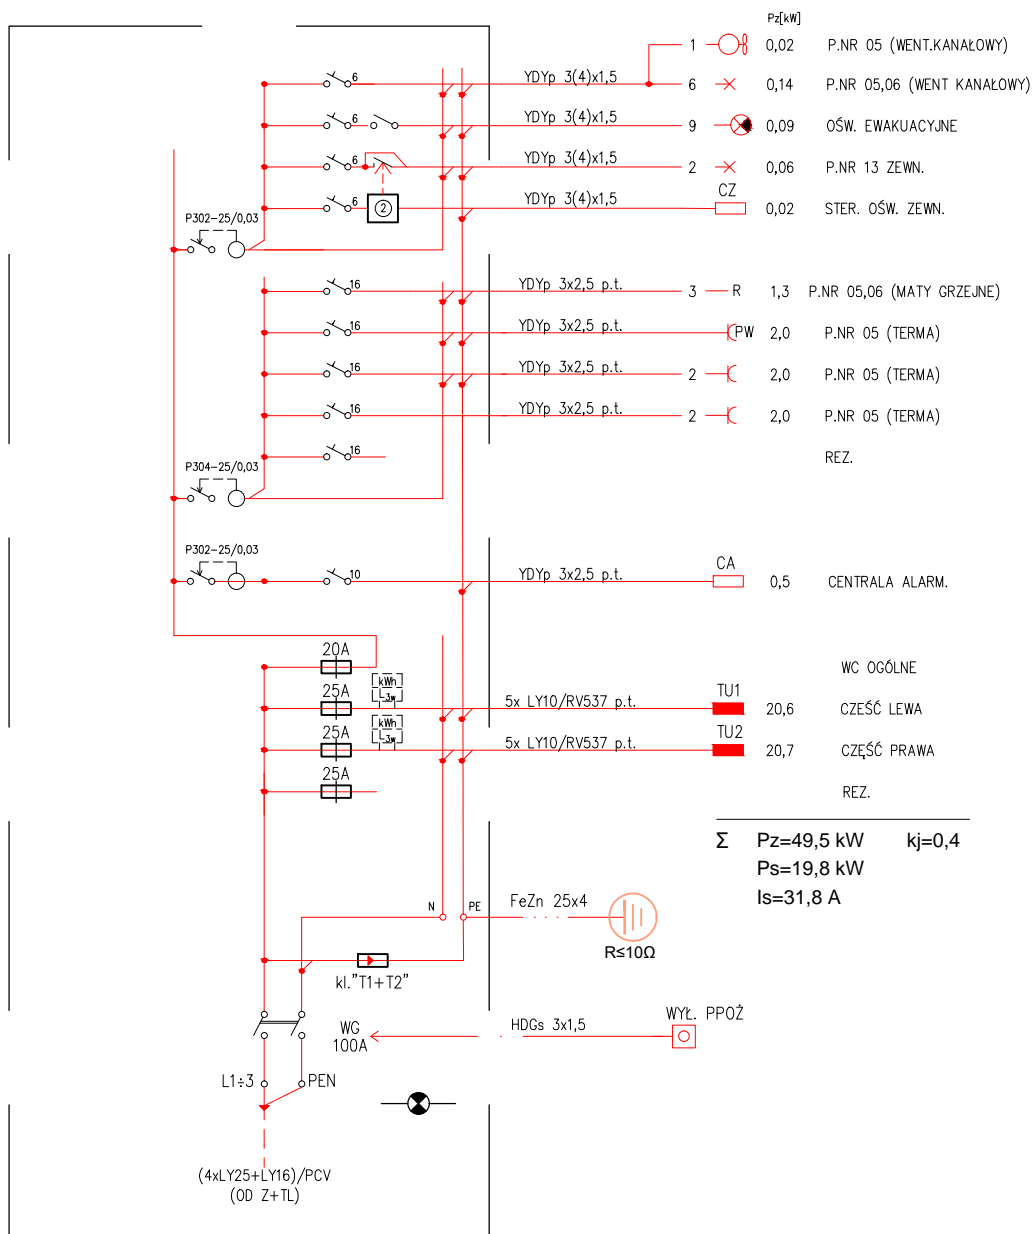 Pz[kW]
1 0,02 P.NR 05 (WENT.KANAŁOWY)
6 YDYp 3(4)x1,5 6 0,14 P.NR 05,06 (WENT KANAŁOWY)
6 YDYp 3(4)x1,5 9 0,09 OŚW. EWAKUACYJNE
6 YDYp 3(4)x1,5 2 0,06 P.NR 13 ZEWN.
CZ
6 2 YDYp 3(4)x1,5 0,02 STER. OŚW. ZEWN.
P302-25/0,03
16 YDYp 3x2,5 p.t. 3 R 1,3 P.NR 05,06 (MATY GRZEJNE)
16 YDYp 3x2,5 p.t. PW 2,0 P.NR 05 (TERMA)
16 YDYp 3x2,5 p.t. 2 2,0 P.NR 05 (TERMA)
16 YDYp 3x2,5 p.t. 2 2,0 P.NR 05 (TERMA)
16 REZ.
P304-25/0,03
P302-25/0,03
CA
10 YDYp 3x2,5 p.t. 0,5 CENTRALA ALARM.
20A WC OGÓLNE
kWh
25A L3w 5x LY10/RV537 p.t. TU1 20,6 CZESĆ LEWA
kWh
25A L3w 5x LY10/RV537 p.t. TU2 20,7 CZĘŚĆ PRAWA
25A REZ.
Σ Pz=49,5 kW kj=0,4
Ps=19,8 kW
Is=31,8 A
N PE FeZn 25x4
R≤10Ω
kl."T1+T2"
WG
100A
HDGs 3x1,5 WYŁ. PPOŻ
L1÷3 PEN
(4xLY25+LY16)/PCV
(OD Z+TL)